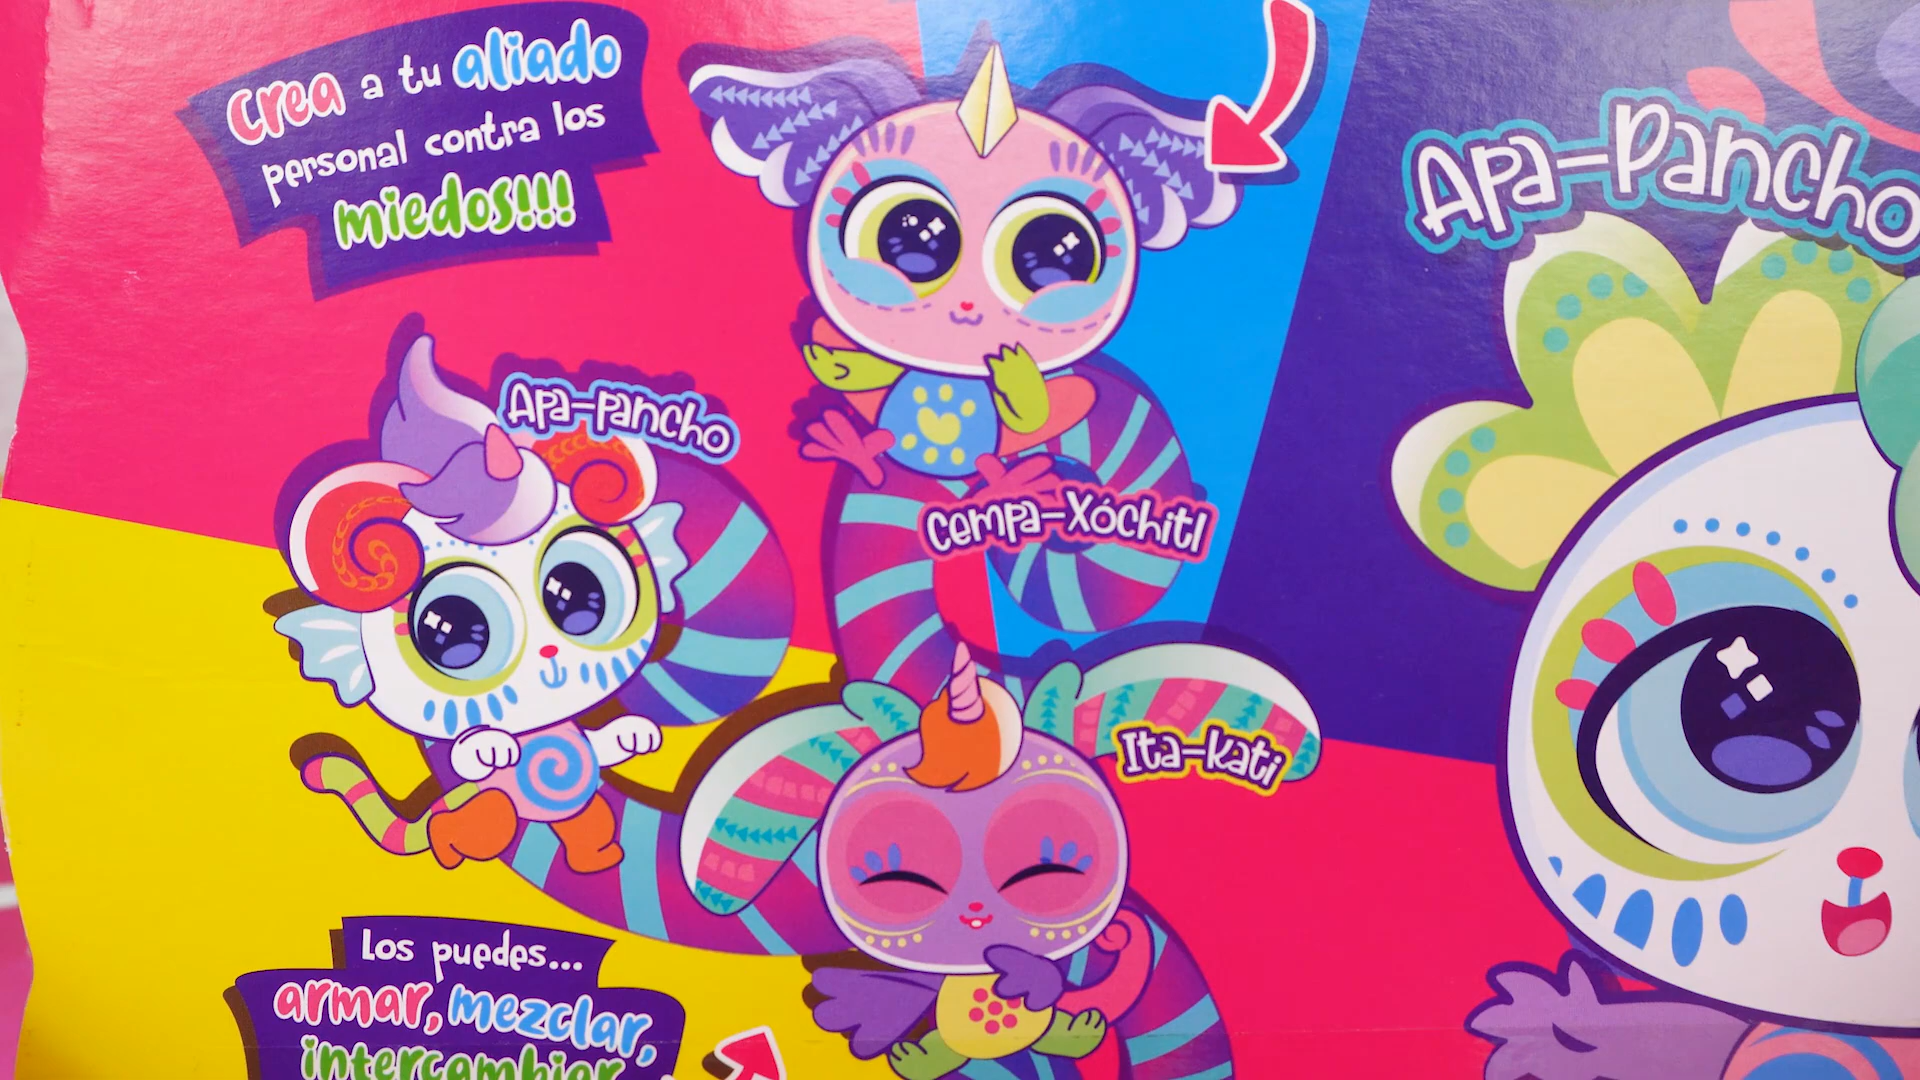 Crea a tu aliado
personal contra los
miedos!!!
Apa-Pancho
Apa-pancho
Cempa-Xóchitl
Ita-kati
Los puedes...
armar, mezclar,
intercambiar